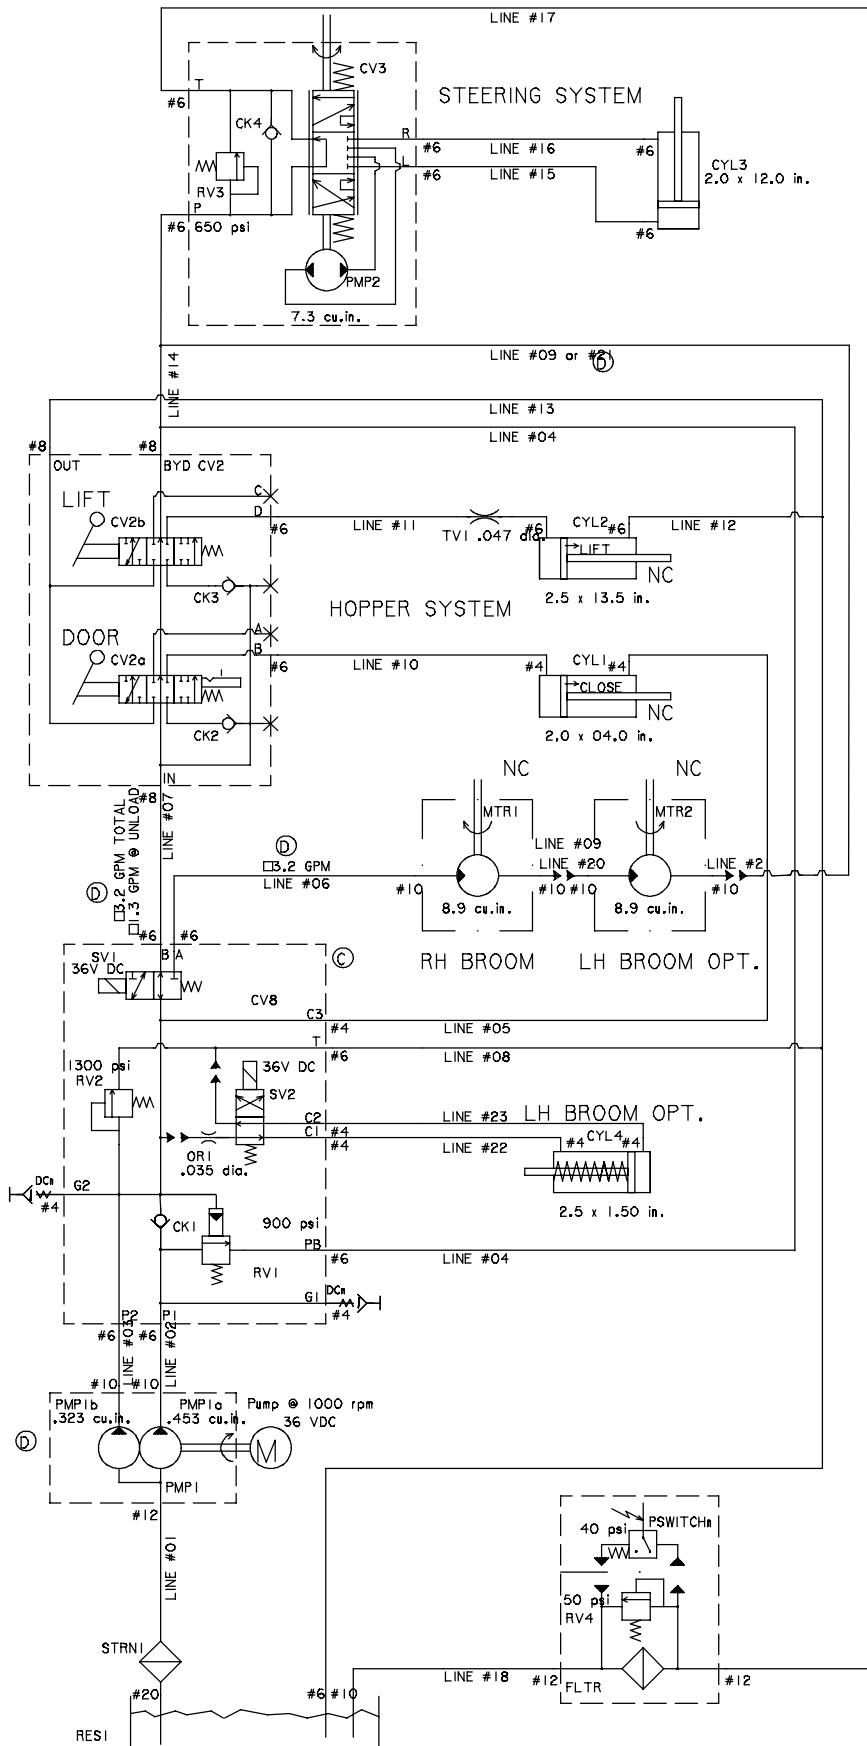 LINE #17
CV3
STEERING SYSTEM
T
#6
CK4
R
#6
LINE #16
#6
CYL3
2.0 x 12.0 in.
L
#6
LINE #15
RV3
P
#6
650 psi
#6
PMP2
7.3 cu.in.
LINE #14
LINE #09 or #21
D
LINE #13
LINE #04
#8
#8
OUT
BYD CV2
LIFT
C
CV2b
D
#6
LINE #11
TV1 .047 dia.
#6
CYL2
#6
LINE #12
LIFT
NC
CK3
2.5 x 13.5 in.
HOPPER SYSTEM
DOOR
A
CV2a
B
#6
LINE #10
#4
CYL1
#4
CLOSE
NC
CK2
2.0 x 04.0 in.
IN
#8
LINE #07
NC
NC
□3.2 GPM TOTAL
□1.3 GPM @ UNLOAD
MTR1
MTR2
D
D
□3.2 GPM
LINE #06
LINE #09
LINE #20
LINE #2
#10
#10
#10
#10
8.9 cu.in.
8.9 cu.in.
#6
#6
B
A
C
RH BROOM
LH BROOM OPT.
SV1
36V DC
CV8
C3
#4
LINE #05
T
#6
LINE #08
1300 psi
RV2
36V DC
SV2
C2
LINE #23
LH BROOM OPT.
C1
#4
#4
LINE #22
#4
CYL4
#4
OR1
.035 dia.
DCn
G2
#4
2.5 x 1.50 in.
CK1
900 psi
PB
#6
LINE #04
RV1
G1
DCn
#4
P2
P1
#6
#6
LINE #03
LINE #02
#10
#10
PMP1b
.323 cu.in.
PMP1a
.453 cu.in.
Pump @ 1000 rpm
36 VDC
D
M
PMP1
#12
LINE #01
PSWITCHn
40 psi
50 psi
RV4
STRN1
#20
#6
#10
LINE #18
#12
FLTR
#12
RES1